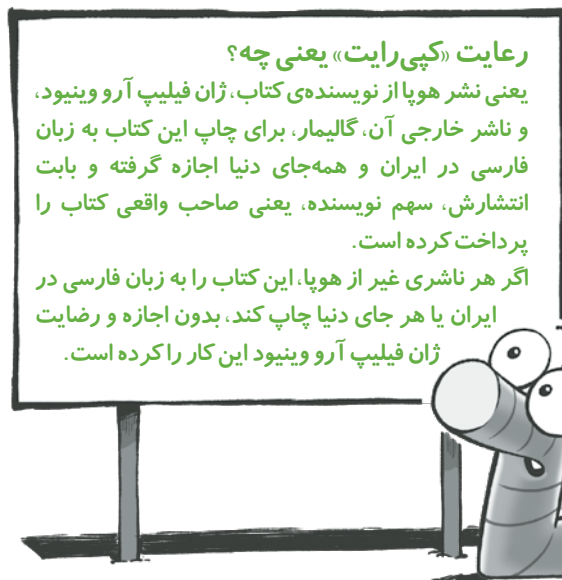 رعایت «کپی‌رایت» یعنی چه؟
یعنی نشر هوپا از نویسنده‌ی کتاب، ژان فیلیپ آرو وینیود،
و ناشر خارجی آن، گالیمار، برای چاپ این کتاب به زبان
فارسی در ایران و همه‌جای دنیا اجازه گرفته و بابت
انتشارش، سهم نویسنده، یعنی صاحب واقعی کتاب را
پرداخت کرده است.
اگر هر ناشری غیر از هوپا، این کتاب را به زبان فارسی در
ایران یا هر جای دنیا چاپ کند، بدون اجازه و رضایت
ژان فیلیپ آرو وینیود این کار را کرده است.